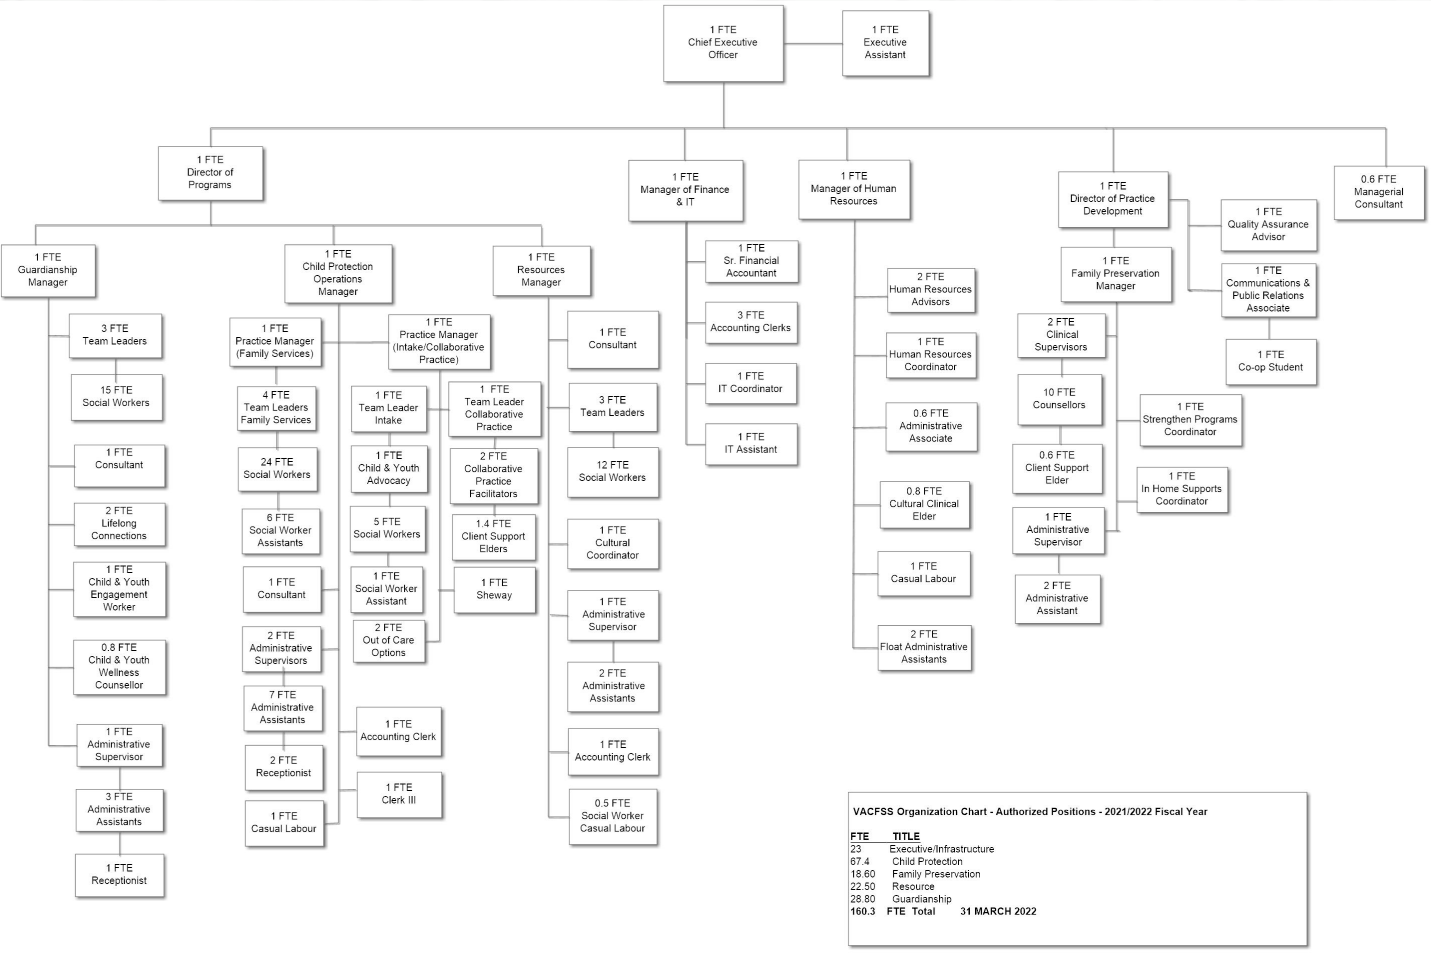 1 FTE
Chief Executive
Officer
1 FTE
Executive
Assistant
1 FTE
Director of
Programs
1 FTE
Manager of Finance
& IT
1 FTE
Manager of Human
Resources
1 FTE
Director of Practice
Development
0.6 FTE
Managerial
Consultant
1 FTE
Quality Assurance
Advisor
1 FTE
Communications &
Public Relations
Associate
1 FTE
Co-op Student
1 FTE
Guardianship
Manager
3 FTE
Team Leaders
15 FTE
Social Workers
1 FTE
Consultant
2 FTE
Lifelong
Connections
1 FTE
Child & Youth
Engagement
Worker
0.8 FTE
Child & Youth
Wellness
Counsellor
1 FTE
Administrative
Supervisor
3 FTE
Administrative
Assistants
1 FTE
Receptionist
1 FTE
Child Protection
Operations
Manager
1 FTE
Practice Manager
(Family Services)
4 FTE
Team Leaders
Family Services
24 FTE
Social Workers
6 FTE
Social Worker
Assistants
1 FTE
Consultant
2 FTE
Administrative
Supervisors
7 FTE
Administrative
Assistants
2 FTE
Receptionist
1 FTE
Casual Labour
1 FTE
Practice Manager
(Intake/Collaborative
Practice)
1 FTE
Team Leader
Intake
1 FTE
Child & Youth
Advocacy
5 FTE
Social Workers
1 FTE
Social Worker
Assistant
2 FTE
Out of Care
Options
1 FTE
Accounting Clerk
1 FTE
Clerk III
1 FTE
Team Leader
Collaborative
Practice
2 FTE
Collaborative
Practice
Facilitators
1.4 FTE
Client Support
Elders
1 FTE
Sheway
1 FTE
Resources
Manager
1 FTE
Consultant
3 FTE
Team Leaders
12 FTE
Social Workers
1 FTE
Cultural
Coordinator
1 FTE
Administrative
Supervisor
2 FTE
Administrative
Assistants
1 FTE
Accounting Clerk
0.5 FTE
Social Worker
Casual Labour
1 FTE
Sr. Financial
Accountant
3 FTE
Accounting Clerks
1 FTE
IT Coordinator
1 FTE
IT Assistant
2 FTE
Human Resources
Advisors
1 FTE
Human Resources
Coordinator
0.6 FTE
Administrative
Associate
0.8 FTE
Cultural Clinical
Elder
1 FTE
Casual Labour
2 FTE
Float Administrative
Assistants
1 FTE
Family Preservation
Manager
2 FTE
Clinical
Supervisors
10 FTE
Counsellors
0.6 FTE
Client Support
Elder
1 FTE
Administrative
Supervisor
2 FTE
Administrative
Assistant
1 FTE
Strengthen Programs
Coordinator
1 FTE
In Home Supports
Coordinator
VACFSS Organization Chart - Authorized Positions - 2021/2022 Fiscal Year
FTE TITLE
23 Executive/Infrastructure
67.4 Child Protection
18.60 Family Preservation
22.50 Resource
28.80 Guardianship
160.3 FTE Total 31 MARCH 2022